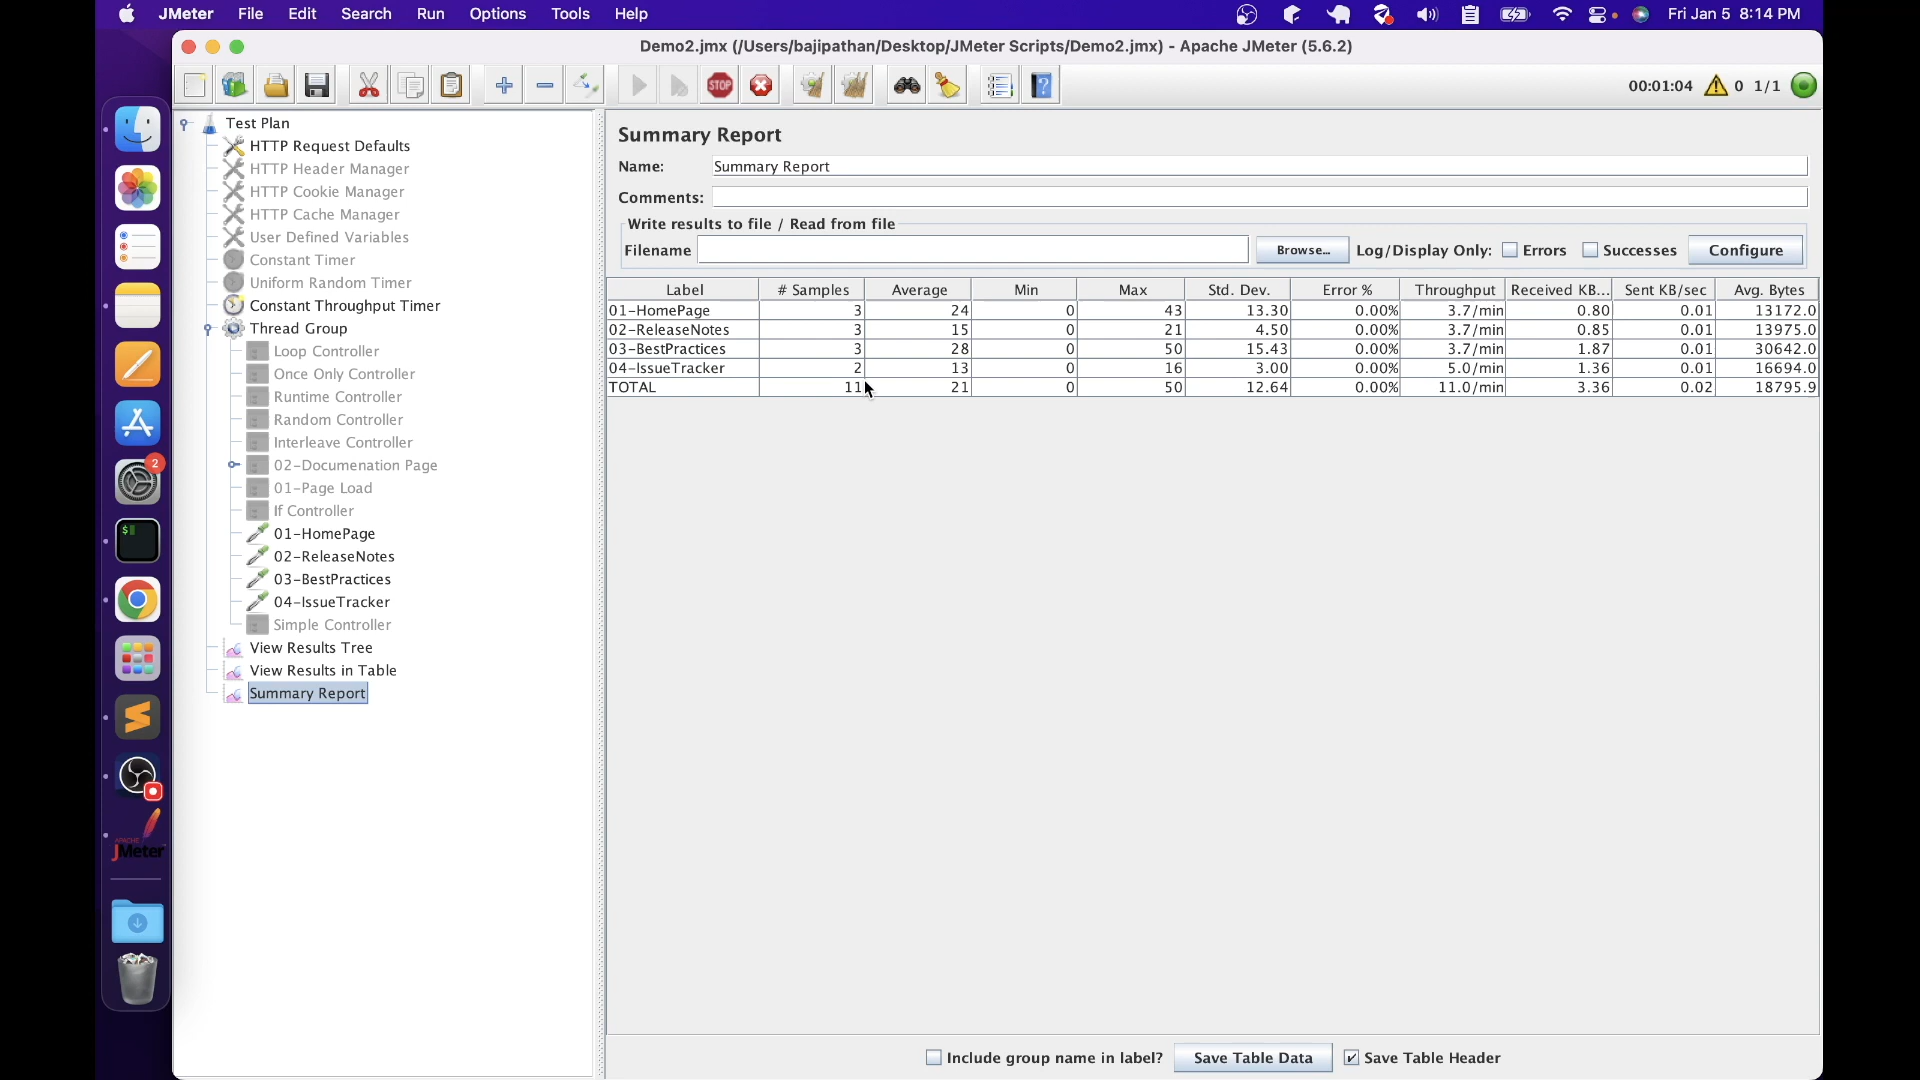 JMeter File Edit Search Run Options Tools Help Fri Jan 5 8:14 PM
Demo2.jmx (/Users/bajipathan/Desktop/JMeter Scripts/Demo2.jmx) - Apache JMeter (5.6.2)
STOP 00:01:04 0 1/1
Test Plan
HTTP Request Defaults
HTTP Header Manager
HTTP Cookie Manager
HTTP Cache Manager
User Defined Variables
Constant Timer
Uniform Random Timer
Constant Throughput Timer
Thread Group
Loop Controller
Once Only Controller
Runtime Controller
Random Controller
Interleave Controller
02-Documenation Page
01-Page Load
If Controller
01-HomePage
02-ReleaseNotes
03-BestPractices
04-IssueTracker
Simple Controller
View Results Tree
View Results in Table
Summary Report
Summary Report
Name: Summary Report
Comments:
Write results to file / Read from file
Filename Browse... Log/Display Only: Errors Successes Configure
Label # Samples Average Min Max Std. Dev. Error % Throughput Received KB... Sent KB/sec Avg. Bytes
01-HomePage 3 24 0 43 13.30 0.00% 3.7/min 0.80 0.01 13172.0
02-ReleaseNotes 3 15 0 21 4.50 0.00% 3.7/min 0.85 0.01 13975.0
03-BestPractices 3 28 0 50 15.43 0.00% 3.7/min 1.87 0.01 30642.0
04-IssueTracker 2 13 0 16 3.00 0.00% 5.0/min 1.36 0.01 16694.0
TOTAL 11 21 0 50 12.64 0.00% 11.0/min 3.36 0.02 18795.9
Include group name in label? Save Table Data Save Table Header
2
$
APACHE
JMeter